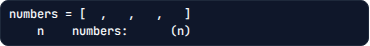 numbers = [ , , , ]
n numbers: (n)